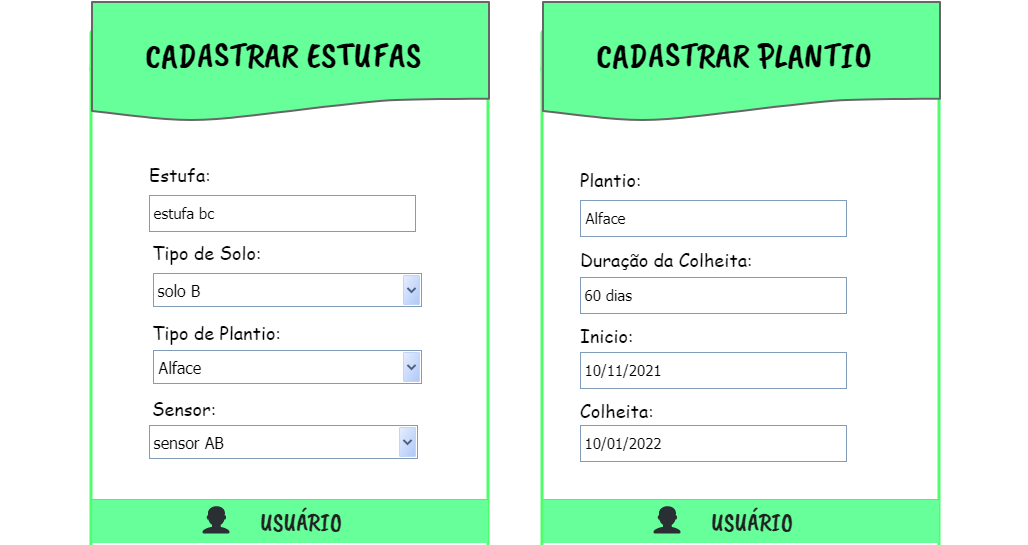 CADASTRAR ESTUFAS
Estufa:
estufa bc
Tipo de Solo:
solo B
Tipo de Plantio:
Alface
Sensor:
sensor AB
USUÁRIO
CADASTRAR PLANTIO
Plantio:
Alface
Duração da Colheita:
60 dias
Inicio:
10/11/2021
Colheita:
10/01/2022
USUÁRIO